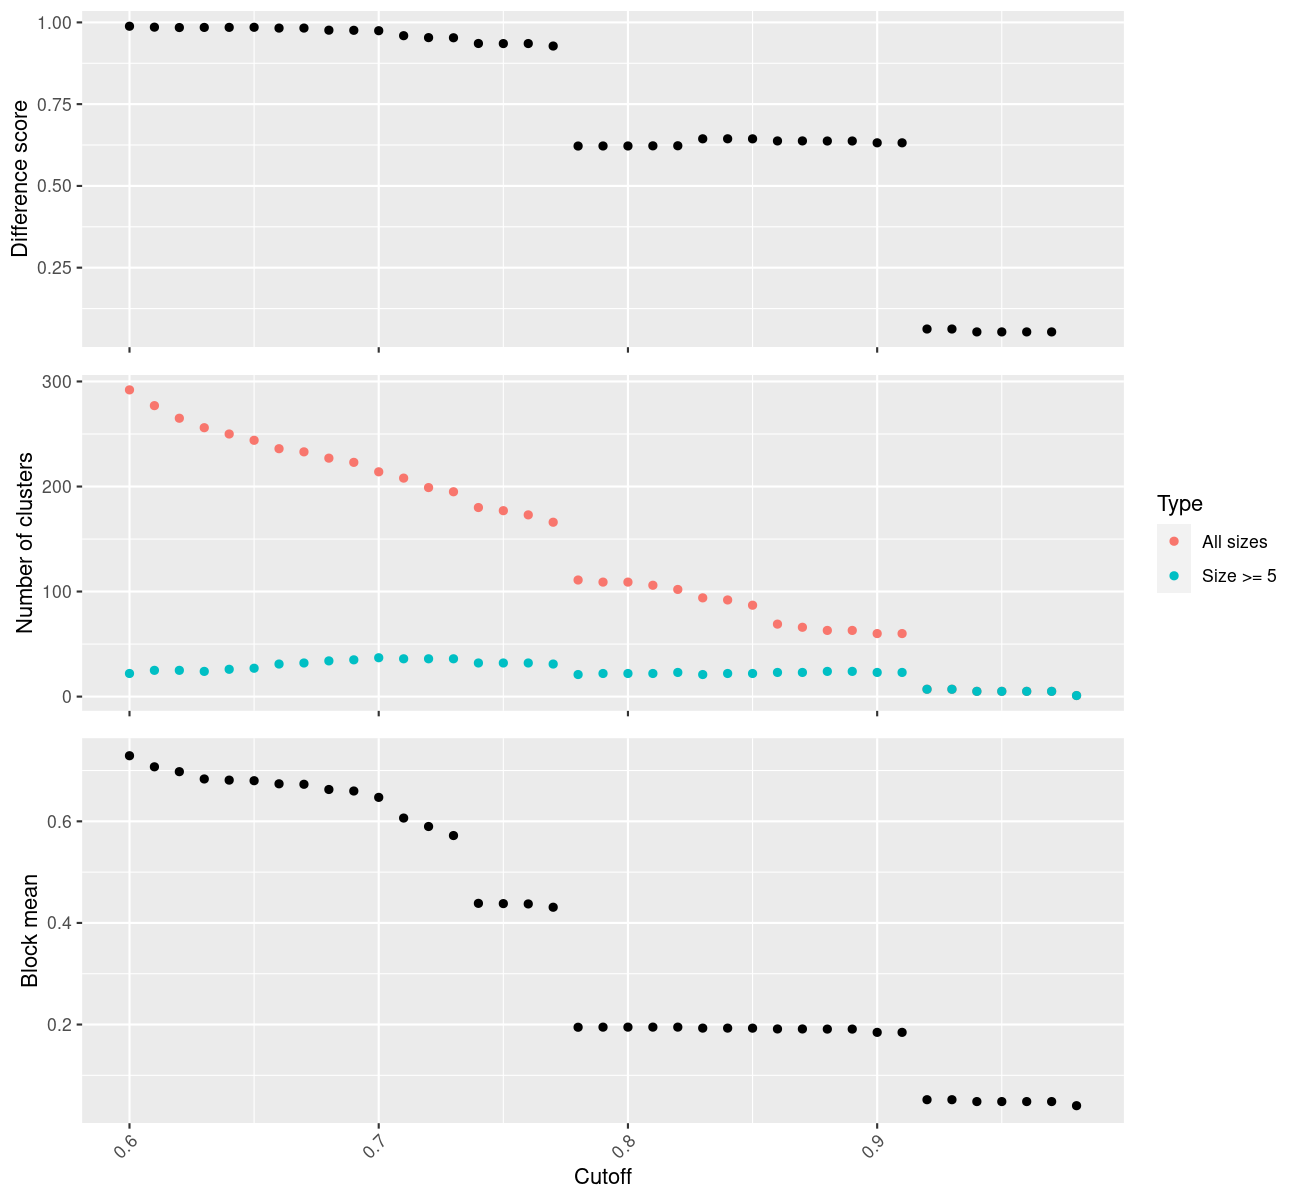 1.00
0.75
0.50
0.25
Difference score
300
200
100
0
Number of clusters
Type
All sizes
Size >= 5
0.6
0.4
0.2
Block mean
0.6
0.7
0.8
0.9
Cutoff